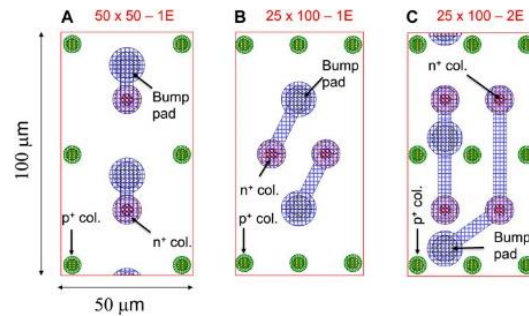 A 50 x 50 – 1E
Bump
pad
p⁺ col.
n⁺ col.
100 µm
50 µm
B 25 x 100 – 1E
Bump
pad
n⁺ col.
p⁺ col.
C 25 x 100 – 2E
n⁺ col.
p⁺ col.
Bump
pad